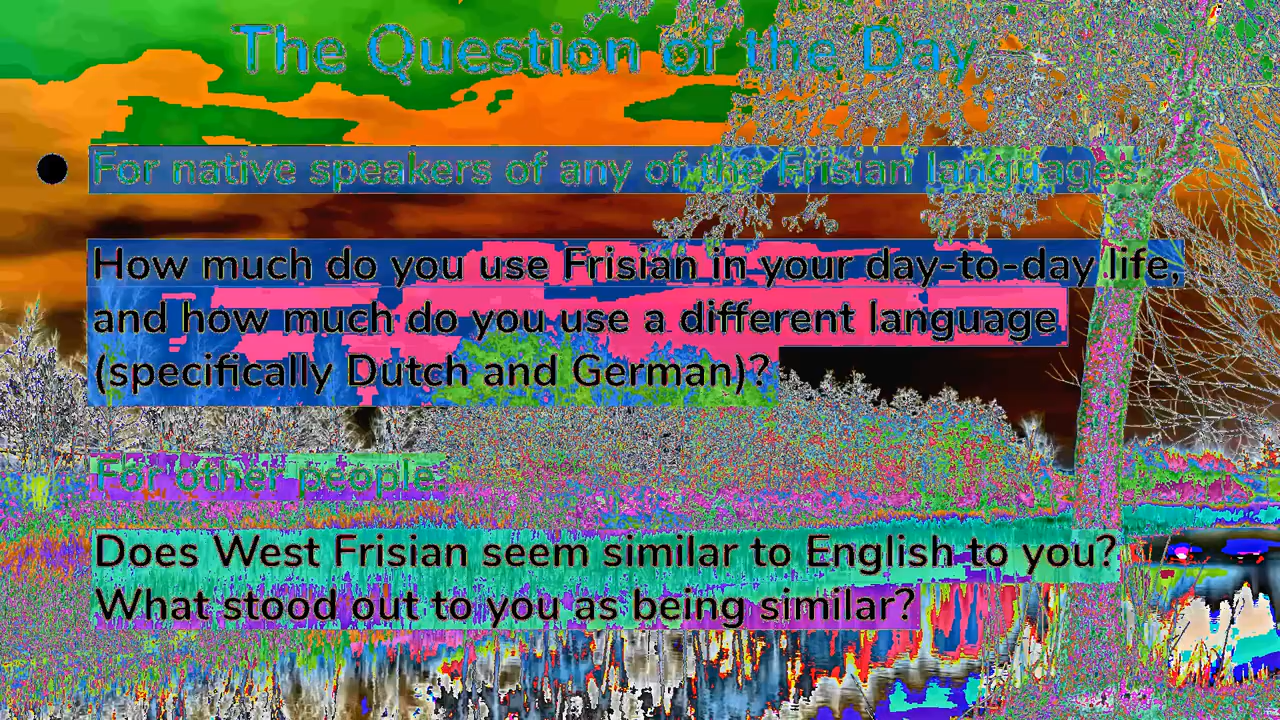 The Question of the Day
For native speakers of any of the Frisian languages:
How much do you use Frisian in your day-to-day life,
and how much do you use a different language
(specifically Dutch and German)?
For other people:
Does West Frisian seem similar to English to you?
What stood out to you as being similar?